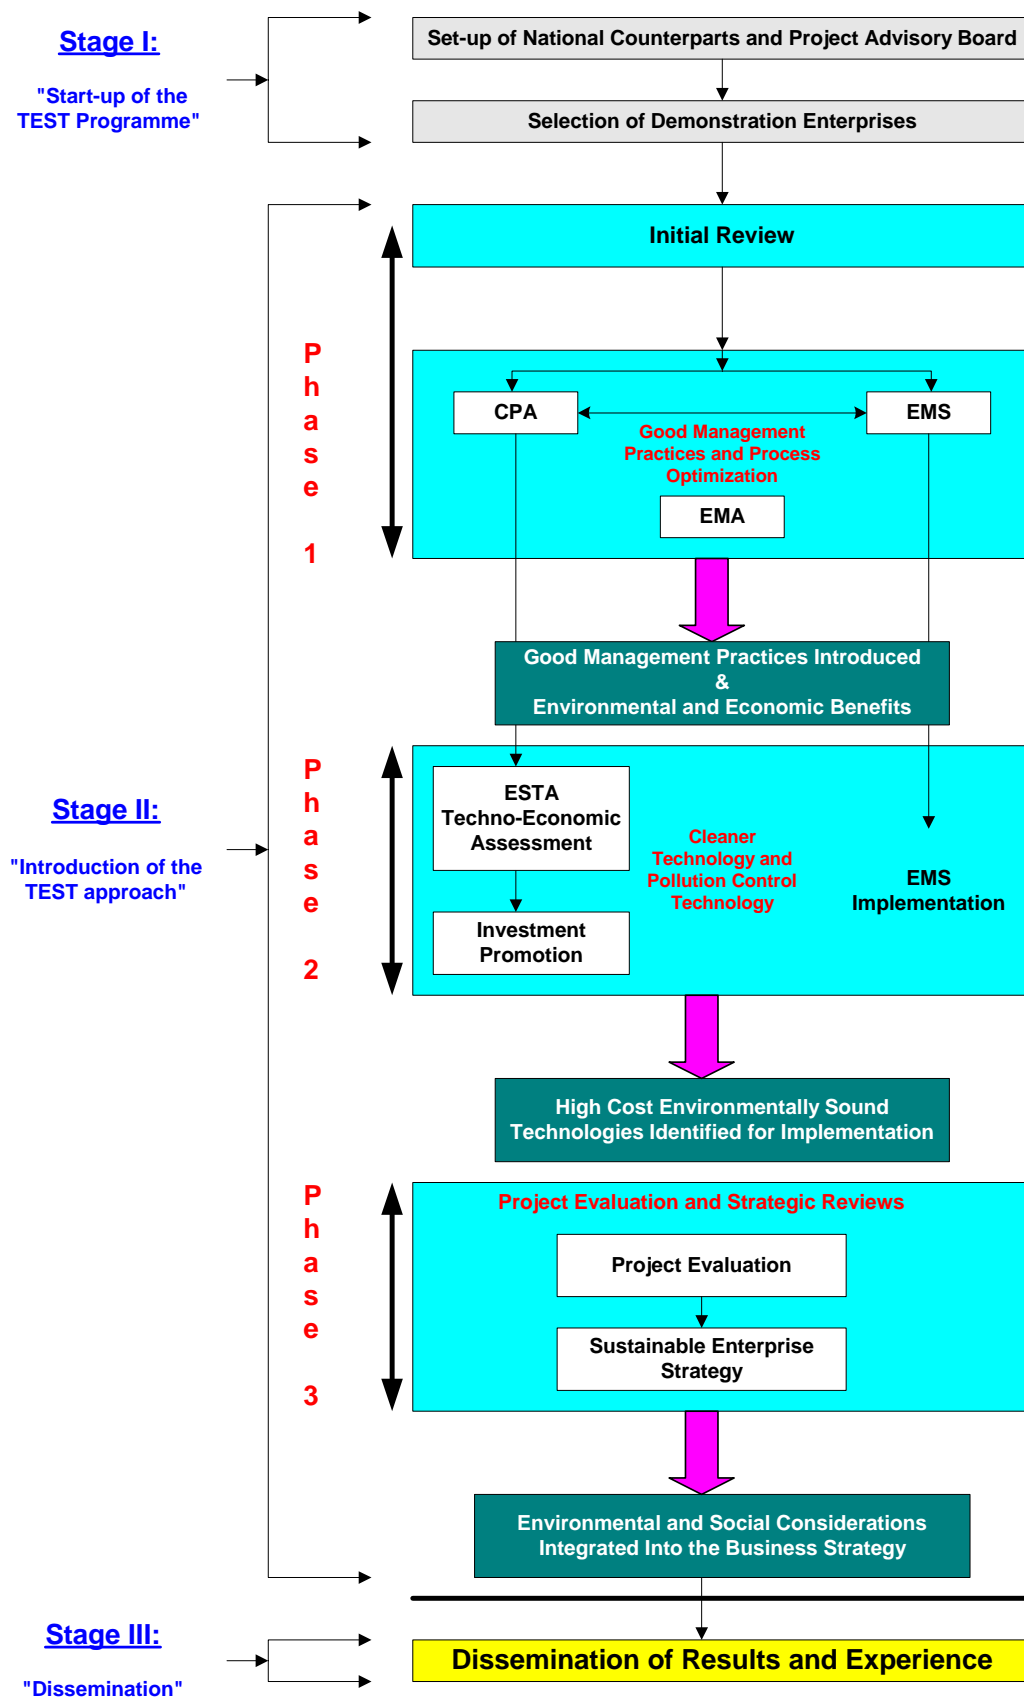 Stage I:
"Start-up of the
TEST Programme"
Set-up of National Counterparts and Project Advisory Board
Selection of Demonstration Enterprises
Initial Review
Phase 1
CPA
EMS
Good Management
Practices and Process
Optimization
EMA
Good Management Practices Introduced
&
Environmental and Economic Benefits
Stage II:
"Introduction of the
TEST approach"
Phase 2
ESTA
Techno-Economic
Assessment
Cleaner
Technology and
Pollution Control
Technology
EMS
Implementation
Investment
Promotion
High Cost Environmentally Sound
Technologies Identified for Implementation
Phase 3
Project Evaluation and Strategic Reviews
Project Evaluation
Sustainable Enterprise
Strategy
Environmental and Social Considerations
Integrated Into the Business Strategy
Stage III:
"Dissemination"
Dissemination of Results and Experience